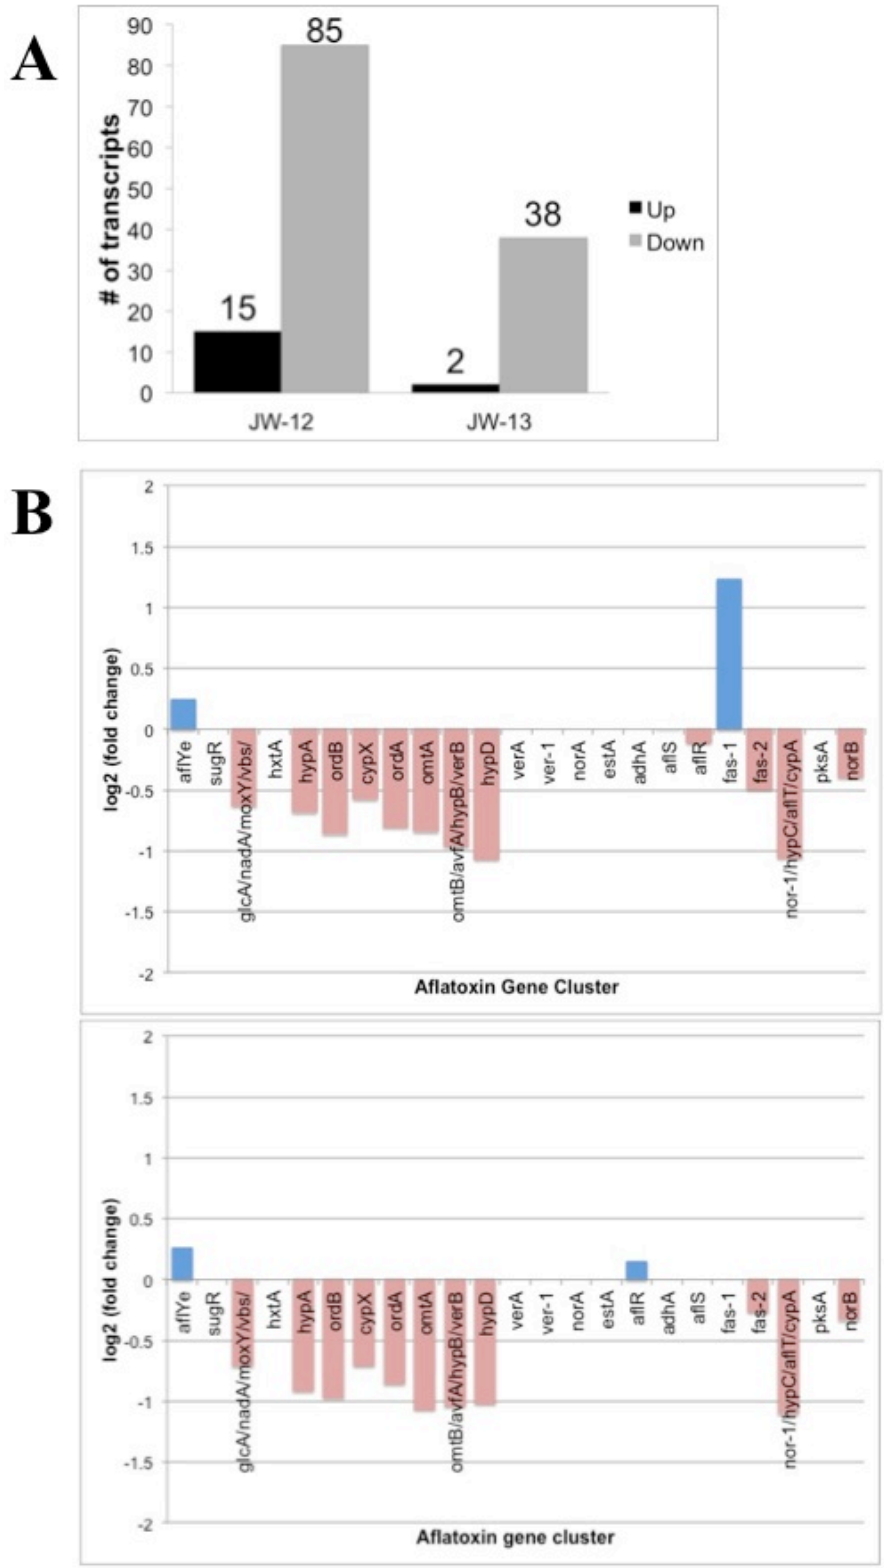 A
90
85
80
70
60
50
40
30
20
10
0
# of transcripts
15
2
38
Up
Down
JW-12
JW-13
B
2
1.5
1
0.5
0
-0.5
-1
-1.5
-2
log2 (fold change)
aflYe
sugR
glcA/nadA/moxY/vbs/
hxtA
hypA
ordB
cypX
ordA
omtA
omtB/avfA/hypB/verB
hypD
verA
ver-1
norA
estA
adhA
aflS
aflR
fas-1
fas-2
nor-1/hypC/aflT/cypA
pksA
norB
Aflatoxin Gene Cluster
2
1.5
1
0.5
0
-0.5
-1
-1.5
-2
log2 (fold change)
aflYe
sugR
glcA/nadA/moxY/vbs/
hxtA
hypA
ordB
cypX
ordA
omtA
omtB/avfA/hypB/verB
hypD
verA
ver-1
norA
estA
aflR
adhA
aflS
fas-1
fas-2
nor-1/hypC/aflT/cypA
pksA
norB
Aflatoxin gene cluster